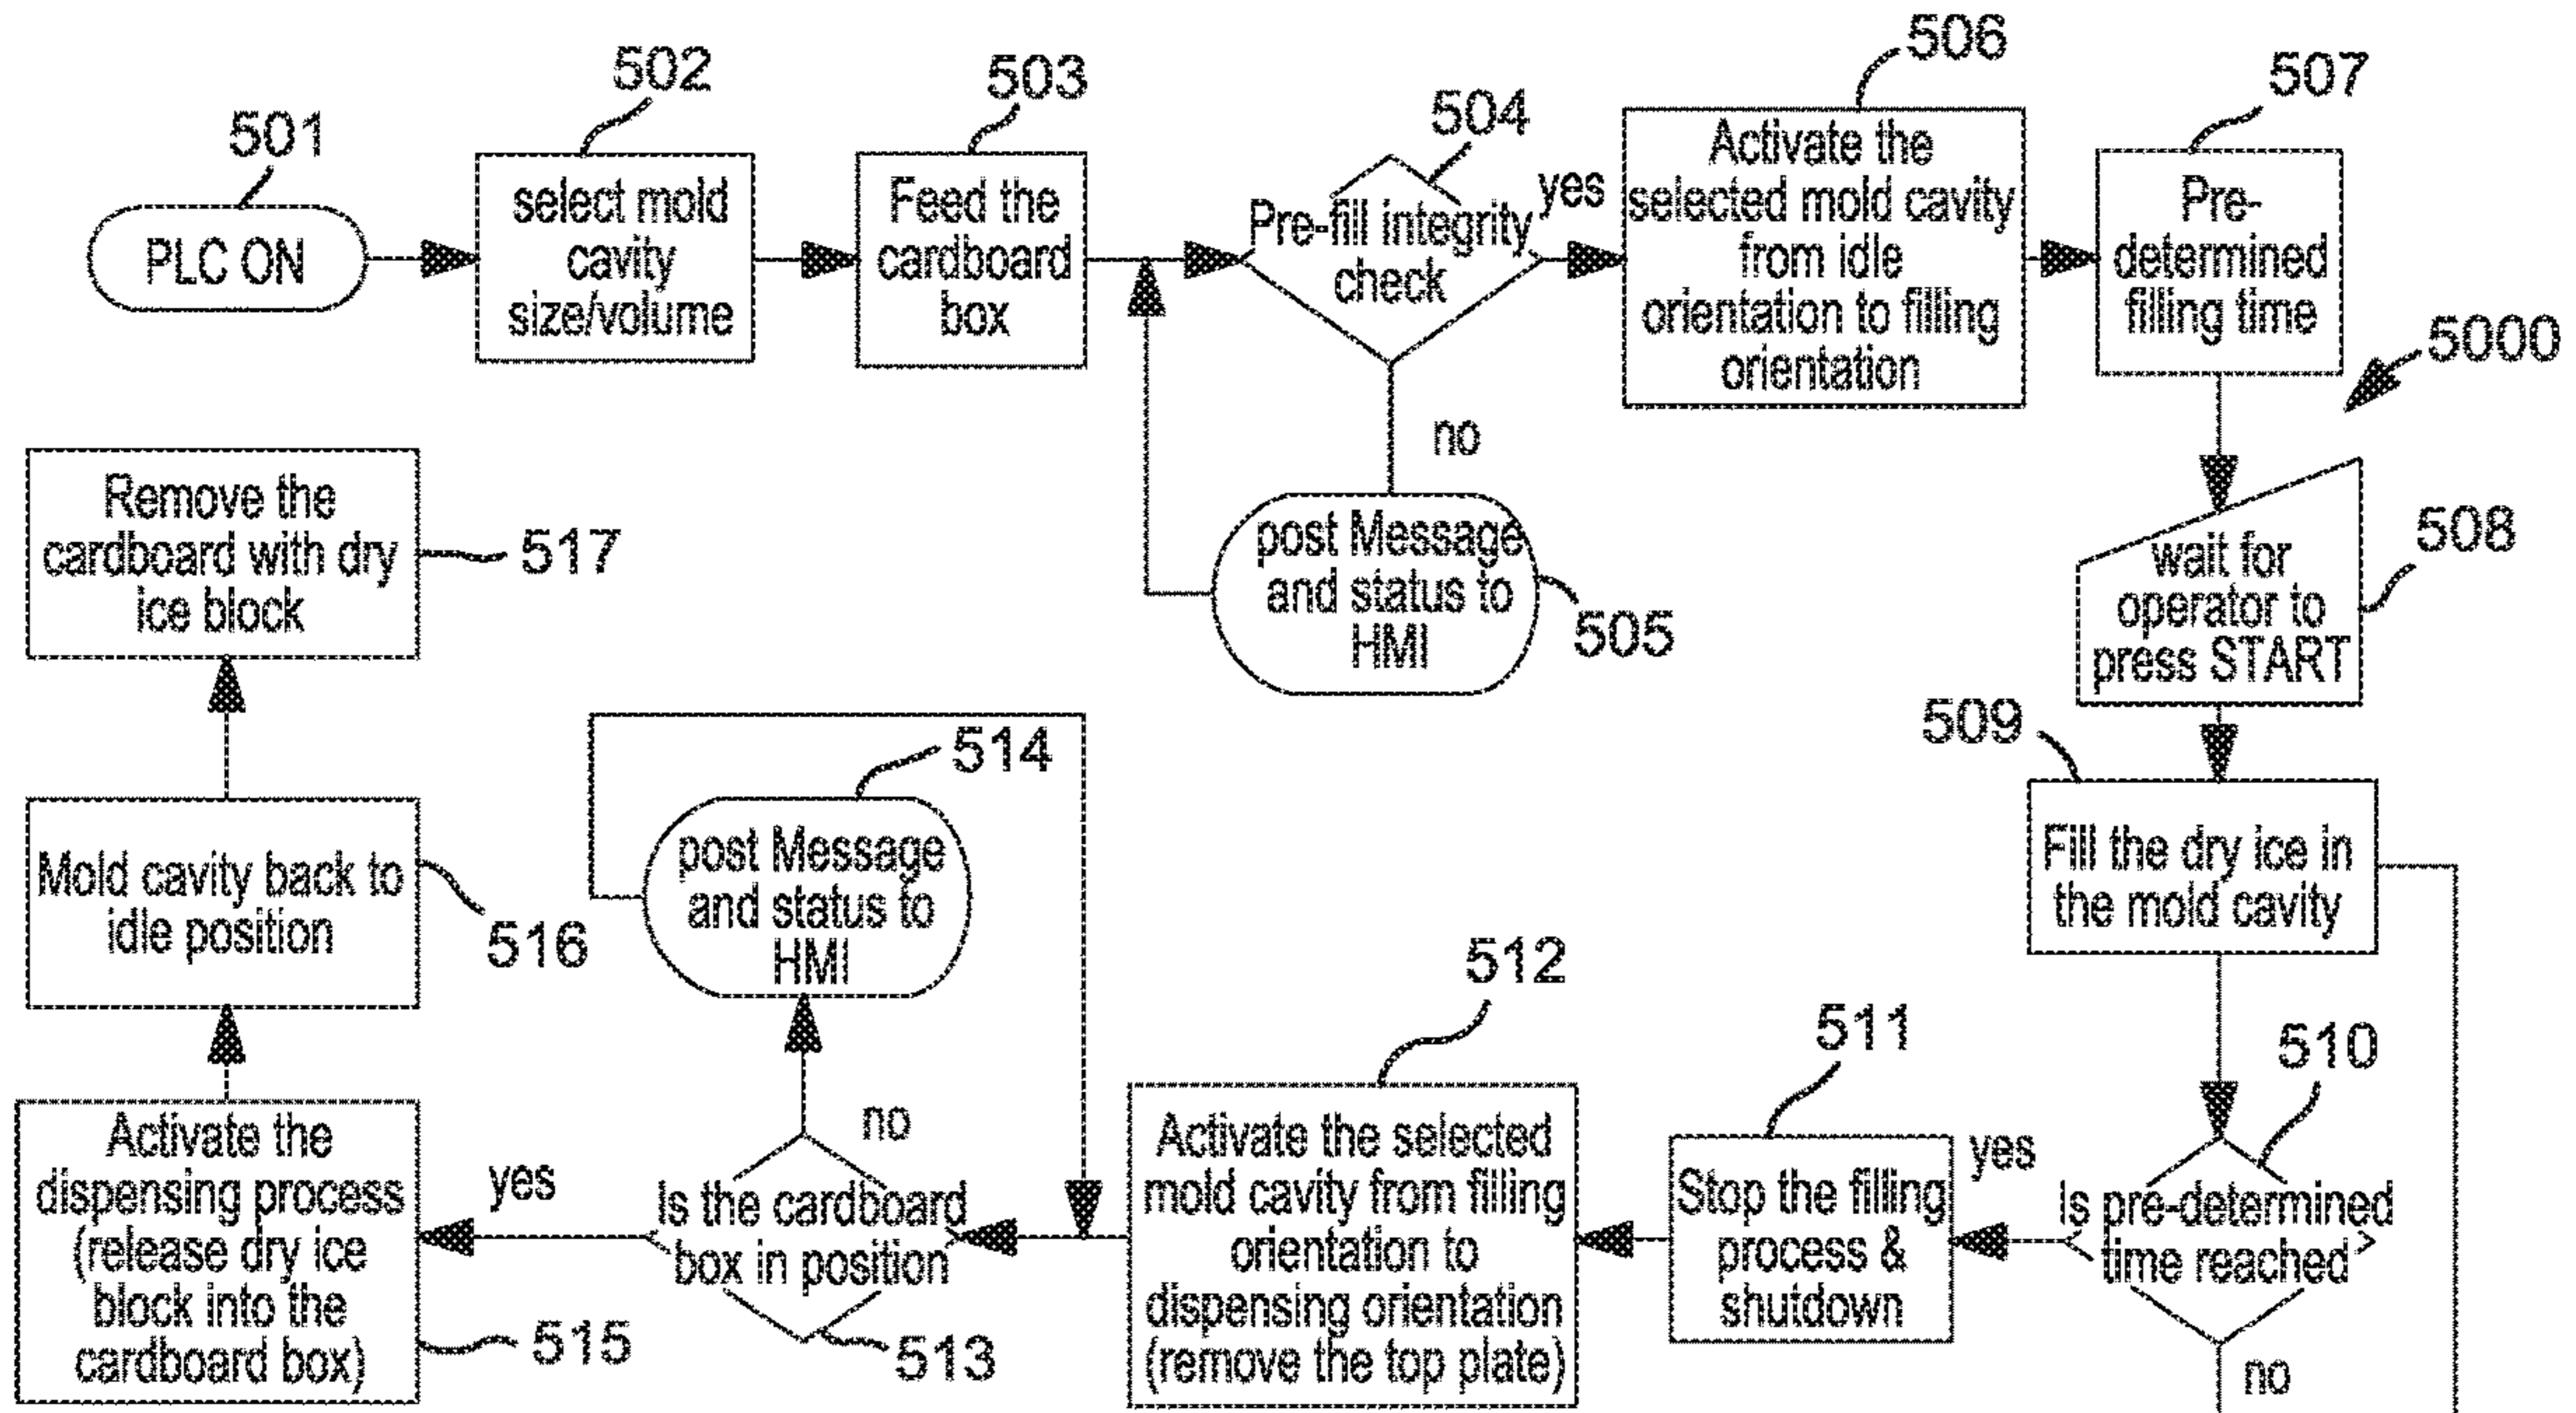 501
PLC ON
502
select mold
cavity
size/volume
503
Feed the
cardboard
box
504
Pre-fill integrity
check
yes
no
505
post Message
and status to
HMI
506
Activate the
selected mold cavity
from idle
orientation to filling
orientation
507
Pre-
determined
filling time
5000
508
wait for
operator to
press START
509
Fill the dry ice in
the mold cavity
510
Is pre-determined
time reached
yes
no
511
Stop the filling
process &
shutdown
512
Activate the selected
mold cavity from filling
orientation to
dispensing orientation
(remove the top plate)
513
Is the cardboard
box in position
no
yes
514
post Message
and status to
HMI
515
Activate the
dispensing process
(release dry ice
block into the
cardboard box)
516
Mold cavity back to
idle position
517
Remove the
cardboard with dry
ice block